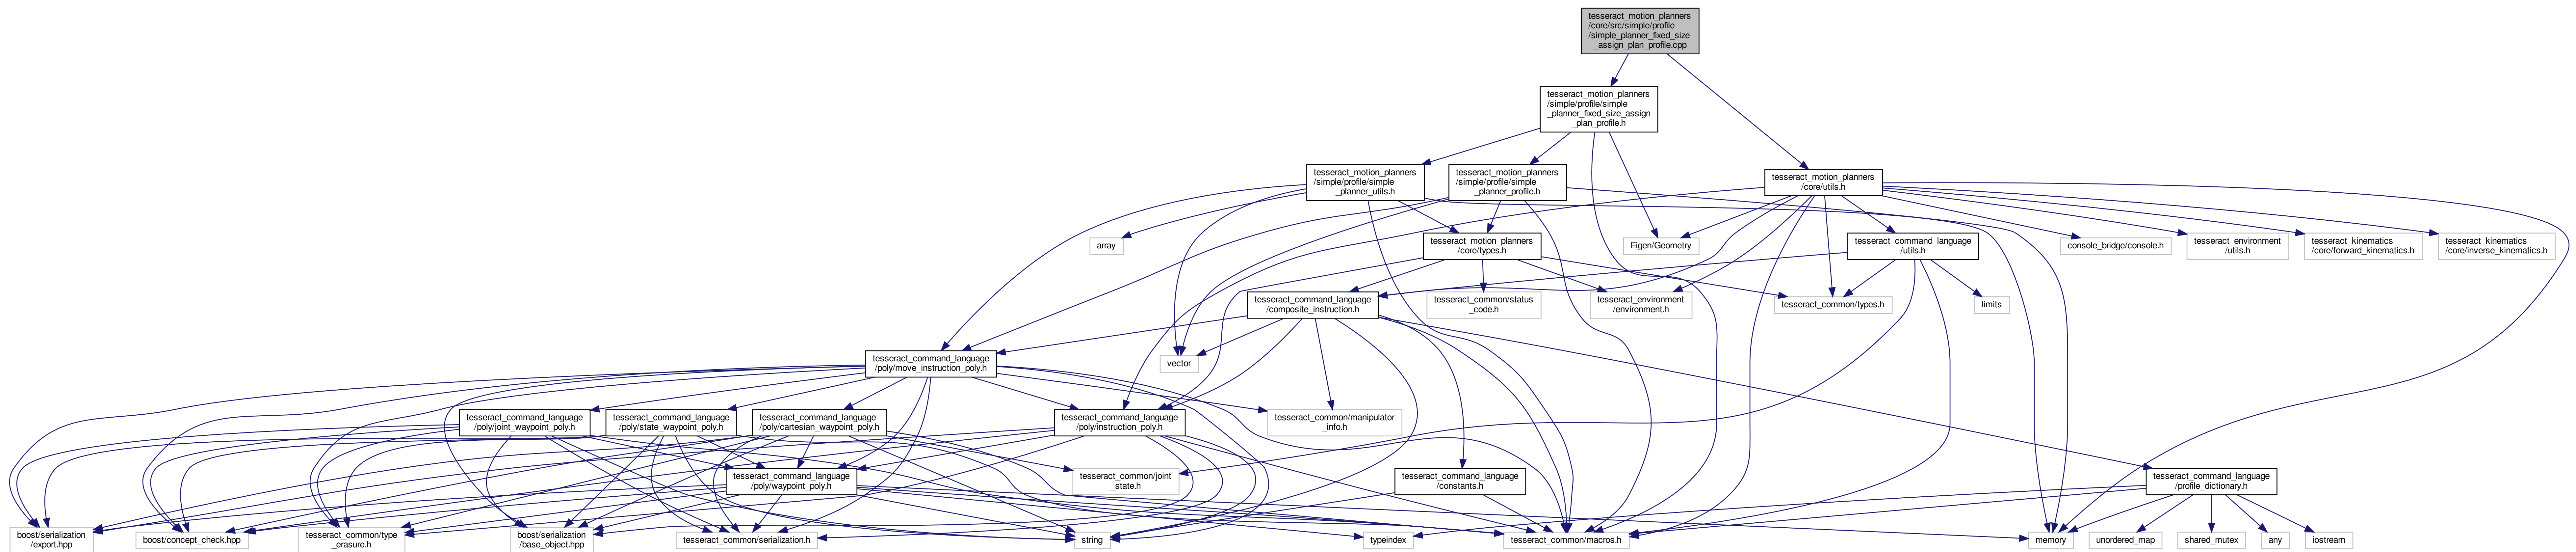 tesseract_motion_planners
/core/src/simple/profile
/simple_planner_fixed_size
_assign_plan_profile.cpp
tesseract_motion_planners
/simple/profile/simple
_planner_fixed_size_assign
_plan_profile.h
tesseract_motion_planners
/simple/profile/simple
_planner_utils.h
tesseract_motion_planners
/simple/profile/simple
_planner_profile.h
tesseract_motion_planners
/core/utils.h
array
tesseract_motion_planners
/core/types.h
Eigen/Geometry
tesseract_command_language
/utils.h
console_bridge/console.h
tesseract_environment
/utils.h
tesseract_kinematics
/core/forward_kinematics.h
tesseract_kinematics
/core/inverse_kinematics.h
tesseract_command_language
/composite_instruction.h
tesseract_common/status
_code.h
tesseract_environment
/environment.h
tesseract_common/types.h
limits
tesseract_command_language
/poly/move_instruction_poly.h
vector
tesseract_command_language
/poly/joint_waypoint_poly.h
tesseract_command_language
/poly/state_waypoint_poly.h
tesseract_command_language
/poly/cartesian_waypoint_poly.h
tesseract_command_language
/poly/instruction_poly.h
tesseract_common/manipulator
_info.h
tesseract_command_language
/poly/waypoint_poly.h
tesseract_common/joint
_state.h
tesseract_command_language
/constants.h
tesseract_command_language
/profile_dictionary.h
boost/serialization
/export.hpp
boost/concept_check.hpp
tesseract_common/type
_erasure.h
boost/serialization
/base_object.hpp
tesseract_common/serialization.h
string
typeindex
tesseract_common/macros.h
memory
unordered_map
shared_mutex
any
iostream